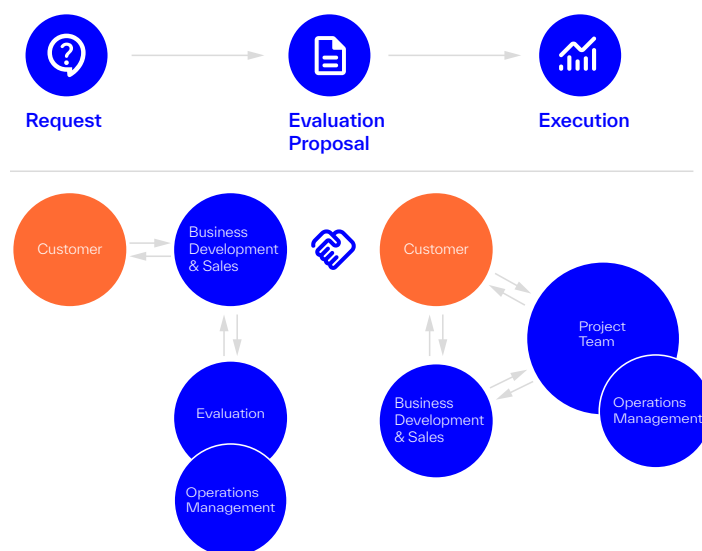 Request
Evaluation
Proposal
Execution
Customer
Business
Development
& Sales
Evaluation
Operations
Management
Customer
Project
Team
Business
Development
& Sales
Operations
Management